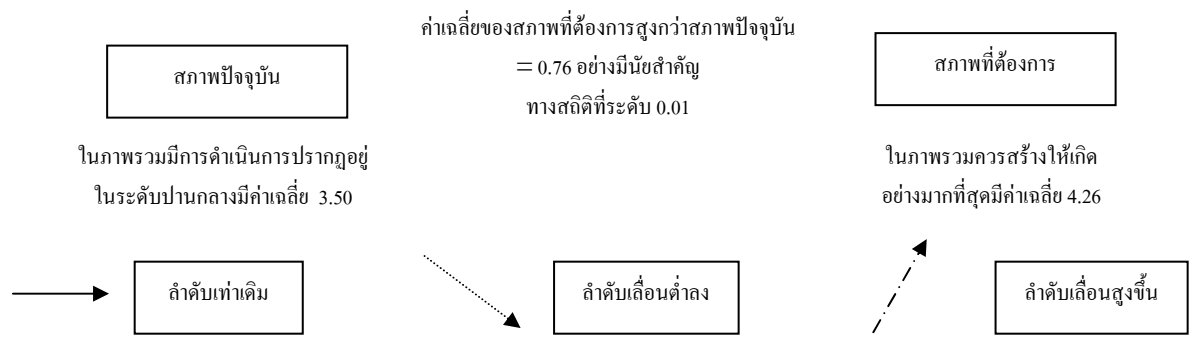 ค่าเฉลี่ยของสภาพที่ต้องการสูงกว่าสภาพปัจจุบัน
= 0.76 อย่างมีนัยสำคัญ
ทางสถิติที่ระดับ 0.01
สภาพปัจจุบัน
สภาพที่ต้องการ
ในภาพรวมมีการดำเนินการปรากฏอยู่
ในระดับปานกลางมีค่าเฉลี่ย 3.50
ในภาพรวมควรสร้างให้เกิด
อย่างมากที่สุดมีค่าเฉลี่ย 4.26
ลำดับเท่าเดิม
ลำดับเลื่อนต่ำลง
ลำดับเลื่อนสูงขึ้น